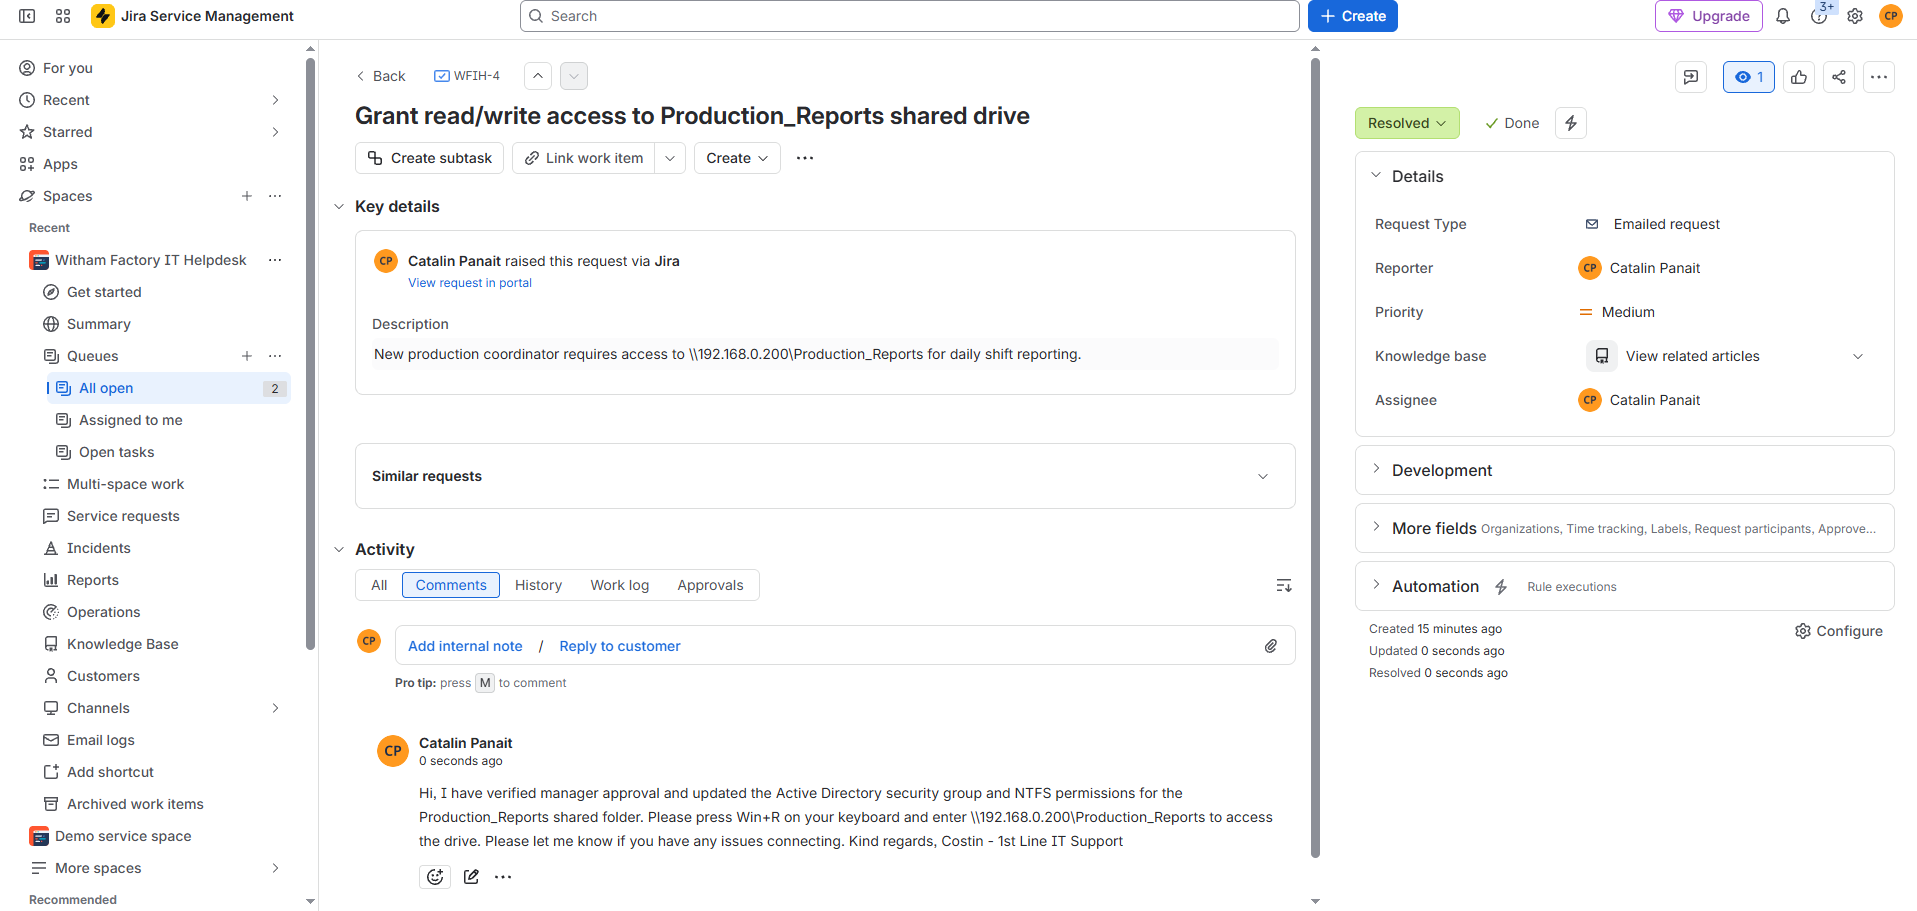 Jira Service Management
Search
Create
Upgrade
3+
CP
For you
Recent
Starred
Apps
Spaces
Recent
Witham Factory IT Helpdesk
Get started
Summary
Queues
All open
2
Assigned to me
Open tasks
Multi-space work
Service requests
Incidents
Reports
Operations
Knowledge Base
Customers
Channels
Email logs
Add shortcut
Archived work items
Demo service space
More spaces
Recommended
Back
WFIH-4
Grant read/write access to Production_Reports shared drive
Create subtask
Link work item
Create
Key details
CP
Catalin Panait raised this request via Jira
View request in portal
Description
New production coordinator requires access to \\192.168.0.200\Production_Reports for daily shift reporting.
Similar requests
Activity
All
Comments
History
Work log
Approvals
CP
Add internal note / Reply to customer
Pro tip: press M to comment
CP
Catalin Panait
0 seconds ago
Hi, I have verified manager approval and updated the Active Directory security group and NTFS permissions for the
Production_Reports shared folder. Please press Win+R on your keyboard and enter \\192.168.0.200\Production_Reports to access
the drive. Please let me know if you have any issues connecting. Kind regards, Costin - 1st Line IT Support
1
Resolved
Done
Details
Request Type
Emailed request
Reporter
CP
Catalin Panait
Priority
Medium
Knowledge base
View related articles
Assignee
CP
Catalin Panait
Development
More fields Organizations, Time tracking, Labels, Request participants, Approve...
Automation
Rule executions
Created 15 minutes ago
Configure
Updated 0 seconds ago
Resolved 0 seconds ago